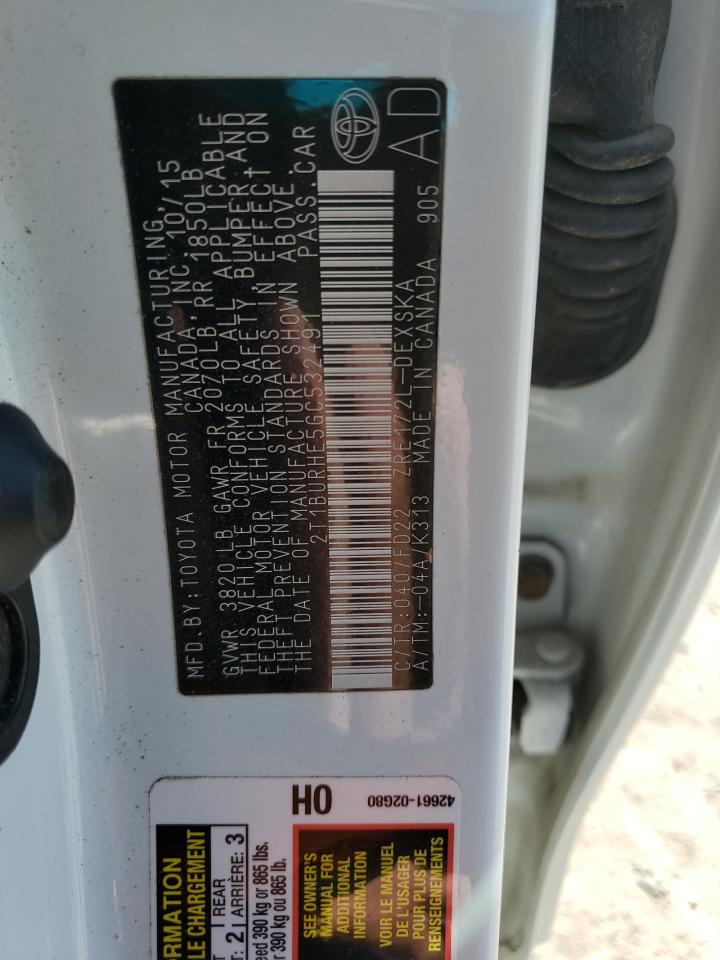 MFD.BY:TOYOTA MOTOR MANUFACTURING,
CANADA,INC. 10/15
GVWR 3820 LB GAWR FR 2070LB RR 1850LB
THIS VEHICLE CONFORMS TO ALL APPLICABLE
FEDERAL MOTOR VEHICLE SAFETY, BUMPER, AND
THEFT PREVENTION STANDARDS IN EFFECT ON
THE DATE OF MANUFACTURE SHOWN ABOVE.
2T1BURHE5GC532491 PASS.CAR
C/TR:040/FD22 ZRE172L-DEXSKA 905
A/TM:-04A/K313 MADE IN CANADA
AD
ORMATION
LE CHARGEMENT
REAR
2 ARRIÈRE: 3
eed 390 kg or 865 lbs.
390 kg ou 865 lb.
OH
SEE OWNER'S
MANUAL FOR
ADDITIONAL
INFORMATION
VOIR LE MANUEL
DE L'USAGER
POUR PLUS DE
RENSEIGNEMENTS
42661-02G80